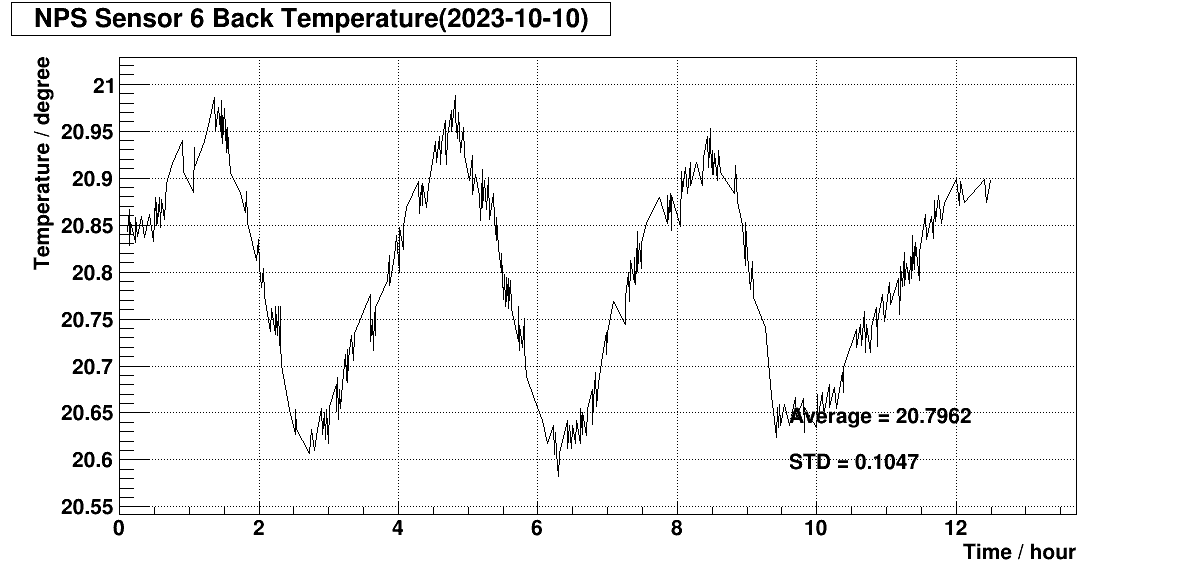 NPS Sensor 6 Back Temperature(2023-10-10)
Temperature / degree
21
20.95
20.9
20.85
20.8
20.75
20.7
20.65
20.6
20.55
Average = 20.7962
STD = 0.1047
0 2 4 6 8 10 12
Time / hour